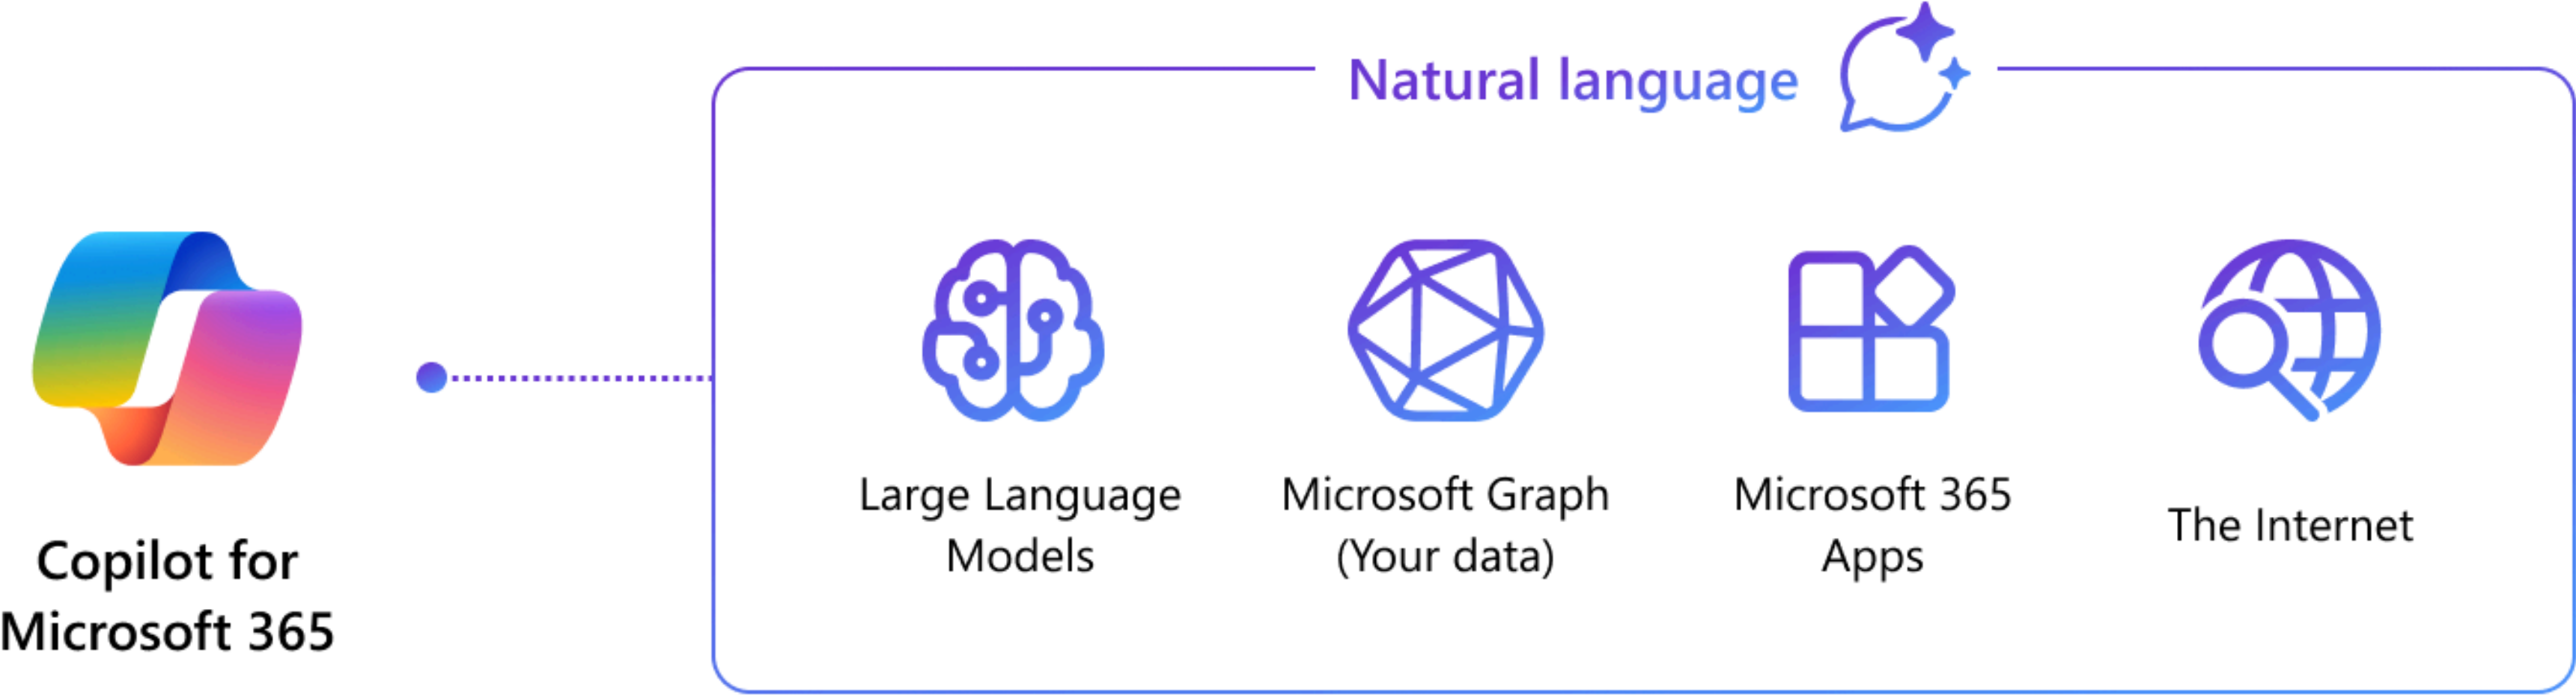 Natural language
Copilot for
Microsoft 365
Large Language
Models
Microsoft Graph
(Your data)
Microsoft 365
Apps
The Internet